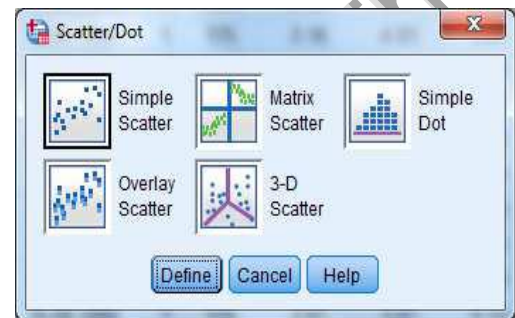 Scatter/Dot
Simple Scatter
Matrix Scatter
Simple Dot
Overlay Scatter
3-D Scatter
Define Cancel Help